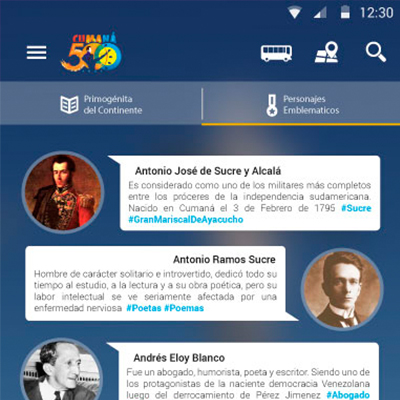 12:30
CUMANÁ
500
Primogénita
del Continente
Personajes
Emblematicos
Antonio José de Sucre y Alcalá
Es considerado como uno de los militares más completos
entre los próceres de la independencia sudamericana.
Nacido en Cumaná el 3 de Febrero de 1795 #Sucre
#GranMariscalDeAyacucho
Antonio Ramos Sucre
Hombre de carácter solitario e introvertido, dedicó todo su
tiempo al estudio, a la lectura y a su obra poética, pero su
labor intelectual se ve seriamente afectada por una
enfermedad nerviosa #Poetas #Poemas
Andrés Eloy Blanco
Fue un abogado, humorista, poeta y escritor. Siendo uno de
los protagonistas de la naciente democracia Venezolana
luego del derrocamiento de Pérez Jimenez #Abogado